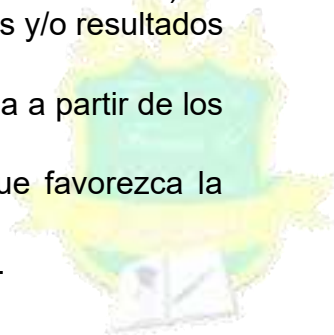 s y/o resultados
a a partir de los
ue favorezca la
.